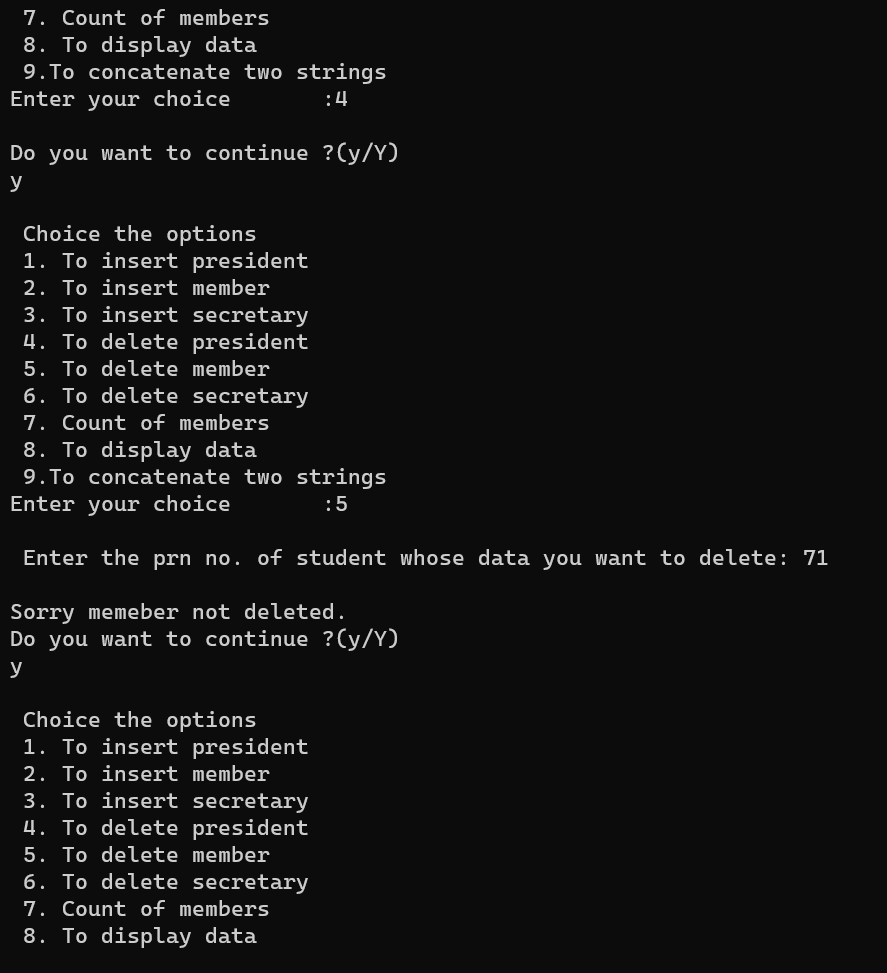 7. Count of members
8. To display data
9.To concatenate two strings
Enter your choice       :4
Do you want to continue ?(y/Y)
y
Choice the options
1. To insert president
2. To insert member
3. To insert secretary
4. To delete president
5. To delete member
6. To delete secretary
7. Count of members
8. To display data
9.To concatenate two strings
Enter your choice       :5
Enter the prn no. of student whose data you want to delete: 71
Sorry memeber not deleted.
Do you want to continue ?(y/Y)
y
Choice the options
1. To insert president
2. To insert member
3. To insert secretary
4. To delete president
5. To delete member
6. To delete secretary
7. Count of members
8. To display data